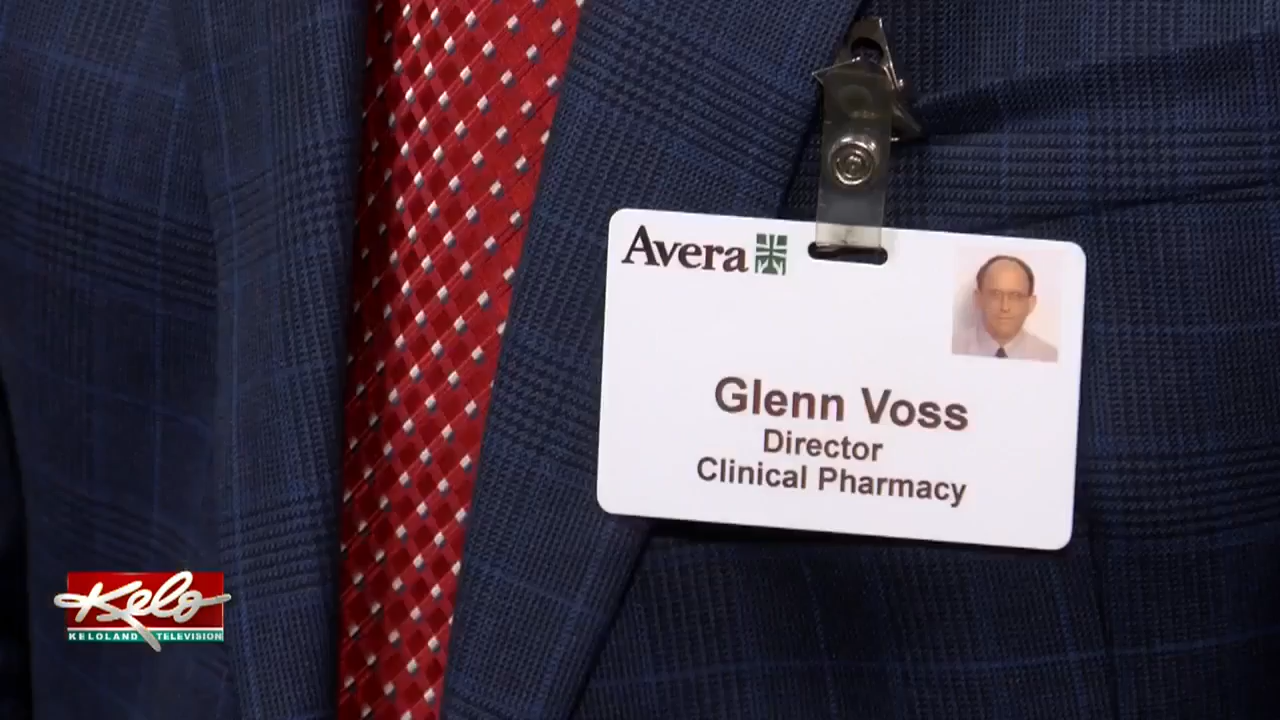 Avera
Glenn Voss
Director
Clinical Pharmacy
Kelo
KELOLAND TELEVISION